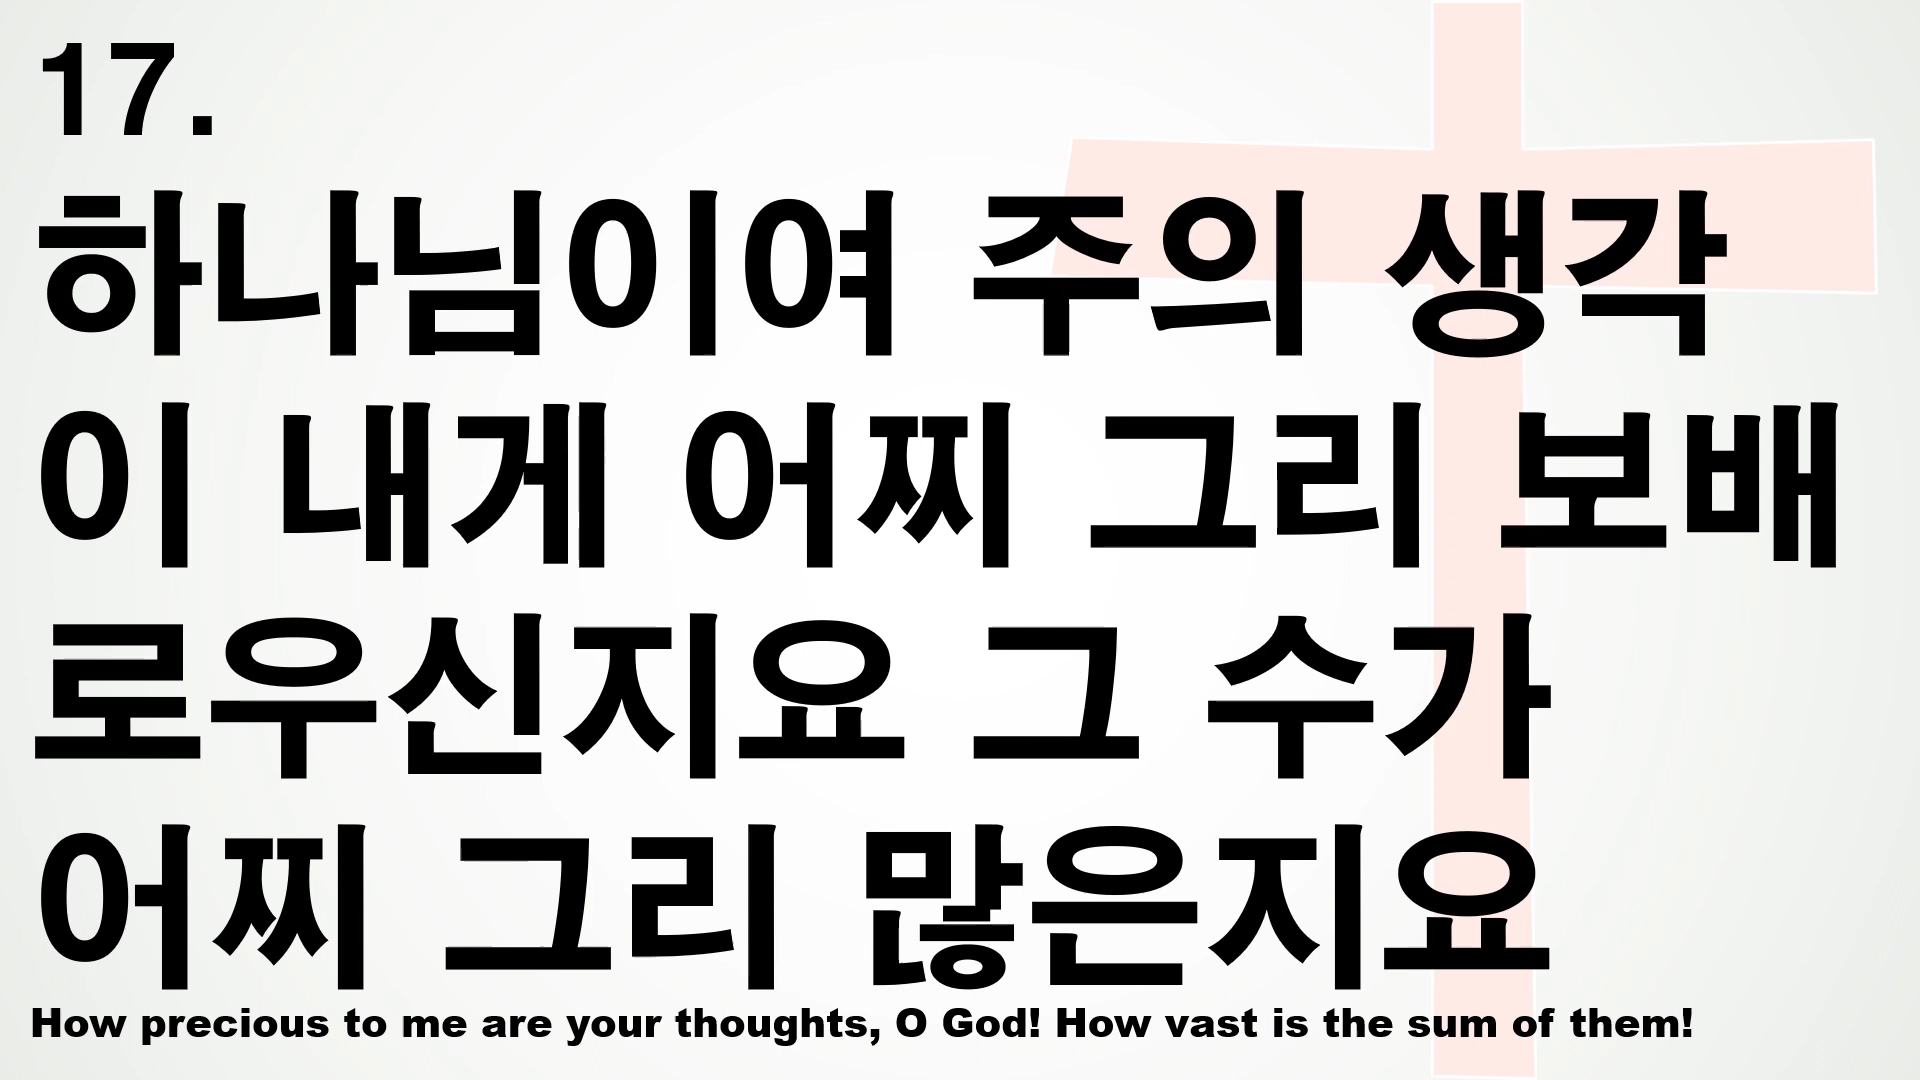 17.
하나님이여 주의 생각
이 내게 어찌 그리 보배
로우신지요 그 수가
어찌 그리 많은지요
How precious to me are your thoughts, O God! How vast is the sum of them!